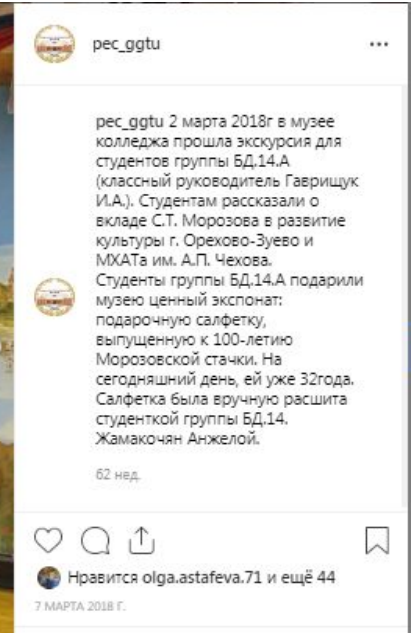 pec_ggtu
pec_ggtu 2 марта 2018г в музее
колледжа прошла экскурсия для
студентов группы БД.14.А
(классный руководитель Гаврищук
И.А.). Студентам рассказали о
вкладе С.Т. Морозова в развитие
культуры г. Орехово-Зуево и
МХАТа им. А.П. Чехова.
Студенты группы БД.14.А подарили
музею ценный экспонат:
подарочную салфетку,
выпущенную к 100-летию
Морозовской стачки. На
сегодняшний день, ей уже 32года.
Салфетка была вручную расшита
студенткой группы БД.14.
Жамакочян Анжелой.
62 нед.
Нравится olga.astafeva.71 и ещё 44
7 МАРТА 2018 Г.